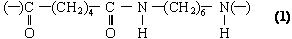 (—)C—(CH₂)₄—C—N—(CH₂)₆—N(—) (1)
O O H H